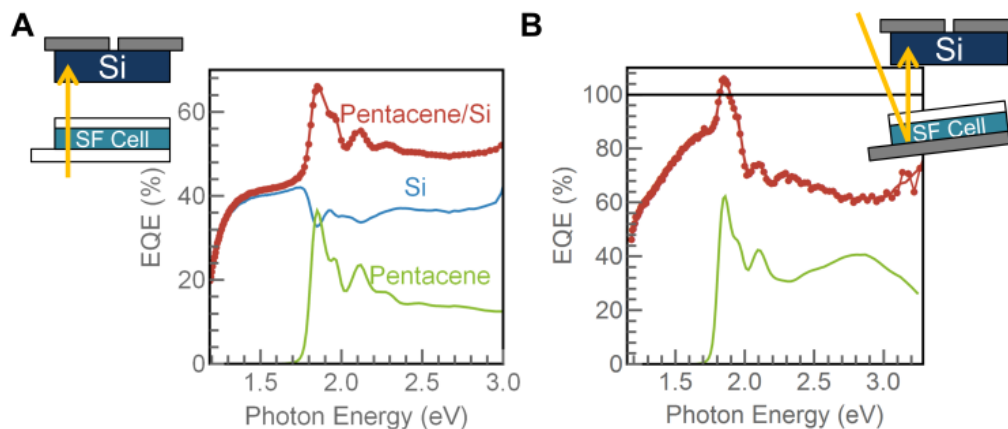 A
Si
SF Cell
EQE (%)
60
40
20
0
Pentacene/Si
Si
Pentacene
1.5
2.0
2.5
3.0
Photon Energy (eV)
B
Si
SF Cell
EQE (%)
100
80
60
40
20
0
1.5
2.0
2.5
3.0
Photon Energy (eV)